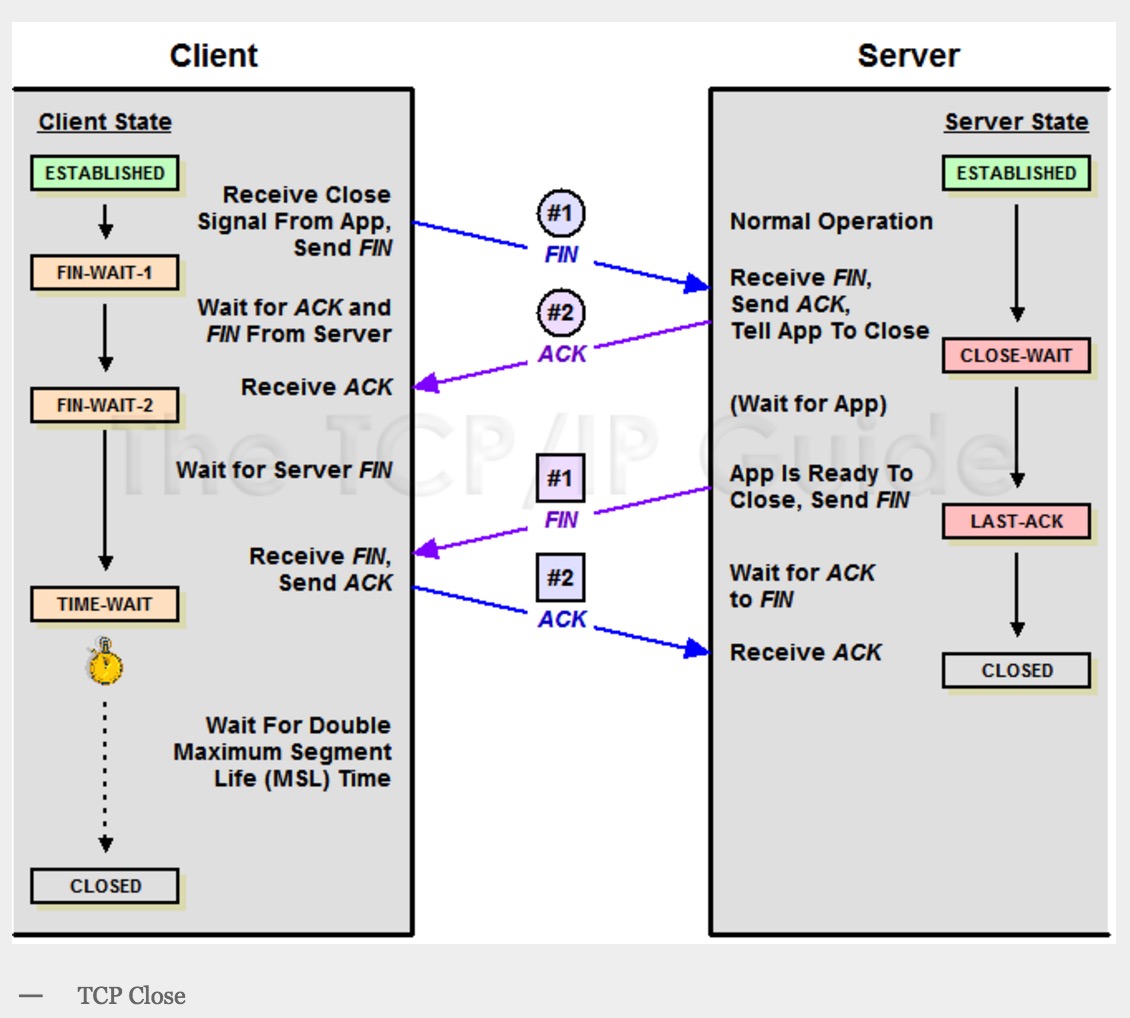 Client
Server
Client State
ESTABLISHED
Receive Close
Signal From App,
Send FIN
FIN-WAIT-1
Wait for ACK and
FIN From Server
Receive ACK
FIN-WAIT-2
Wait for Server FIN
Receive FIN,
Send ACK
TIME-WAIT
Wait For Double
Maximum Segment
Life (MSL) Time
CLOSED
#1
FIN
#2
ACK
#1
FIN
#2
ACK
Server State
ESTABLISHED
Normal Operation
Receive FIN,
Send ACK,
Tell App To Close
CLOSE-WAIT
(Wait for App)
App Is Ready To
Close, Send FIN
LAST-ACK
Wait for ACK
to FIN
Receive ACK
CLOSED
The TCP/IP Guide
— TCP Close